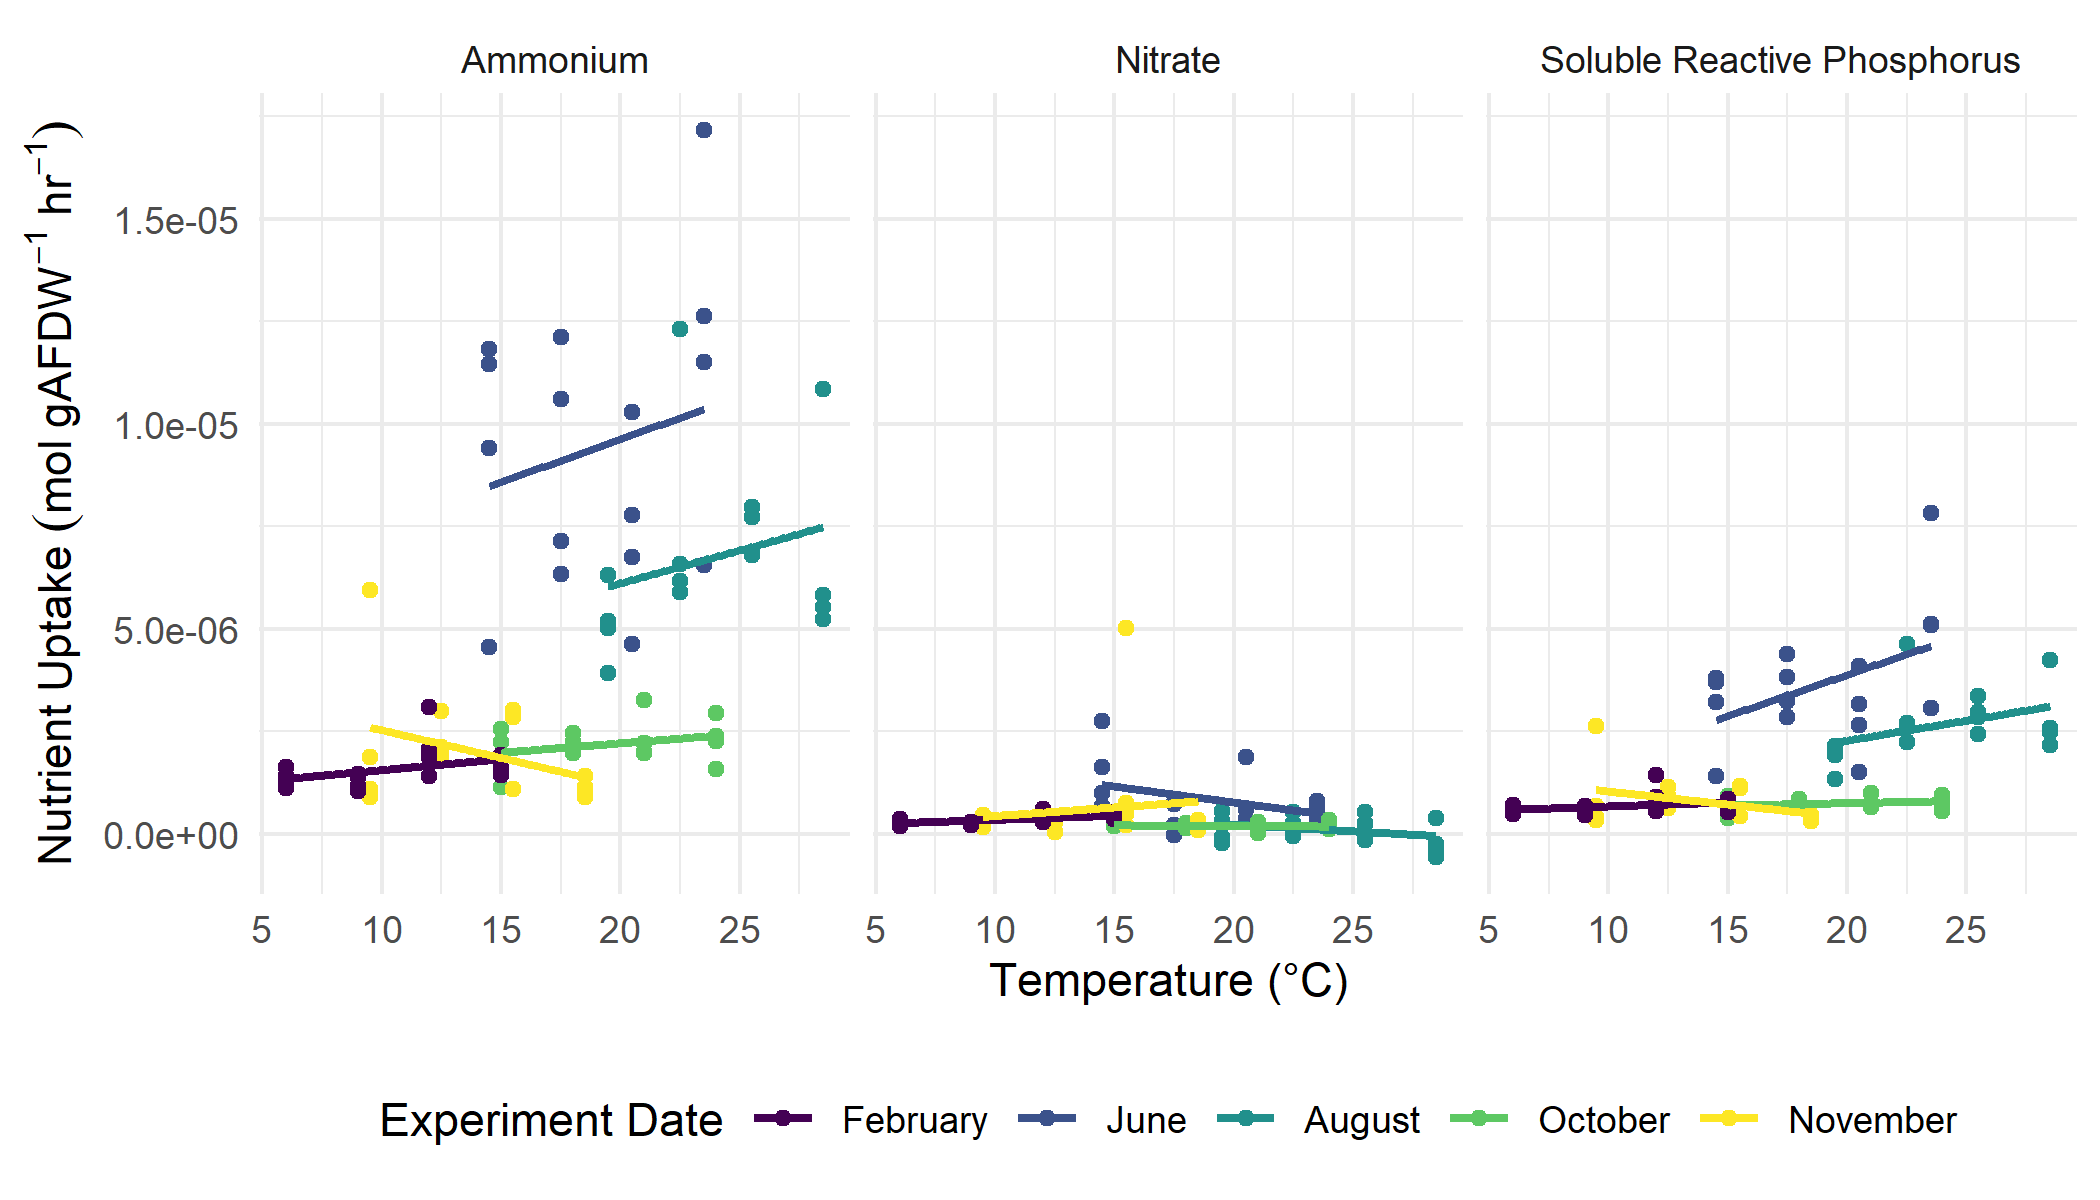 Ammonium Nitrate Soluble Reactive Phosphorus
Nutrient Uptake (mol gAFDW⁻¹ hr⁻¹)
1.5e-05
1.0e-05
5.0e-06
0.0e+00
5 10 15 20 25 5 10 15 20 25 5 10 15 20 25
Temperature (°C)
Experiment Date February June August October November